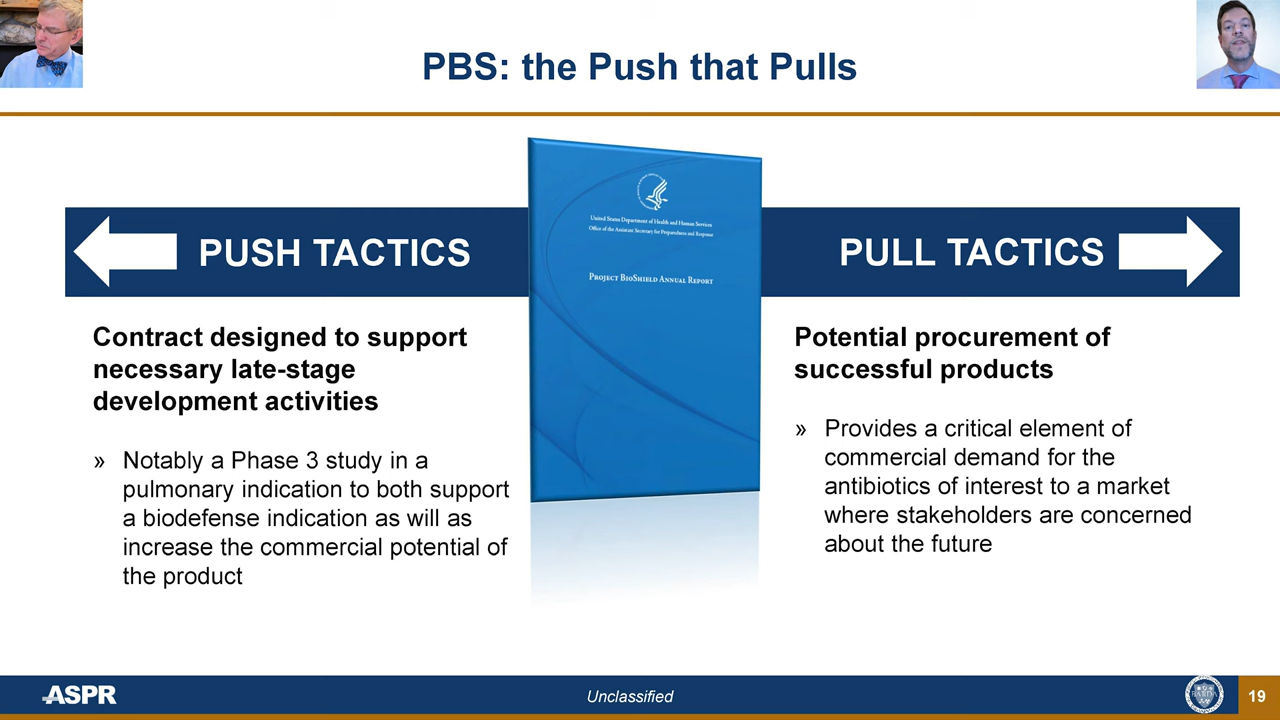 PBS: the Push that Pulls
PUSH TACTICS
Contract designed to support
necessary late-stage
development activities
» Notably a Phase 3 study in a
pulmonary indication to both support
a biodefense indication as will as
increase the commercial potential of
the product
United States Department of Health and Human Services
Office of the Assistant Secretary for Preparedness and Response
PROJECT BIOSHIELD ANNUAL REPORT
PULL TACTICS
Potential procurement of
successful products
» Provides a critical element of
commercial demand for the
antibiotics of interest to a market
where stakeholders are concerned
about the future
ASPR
Unclassified
BARDA
19